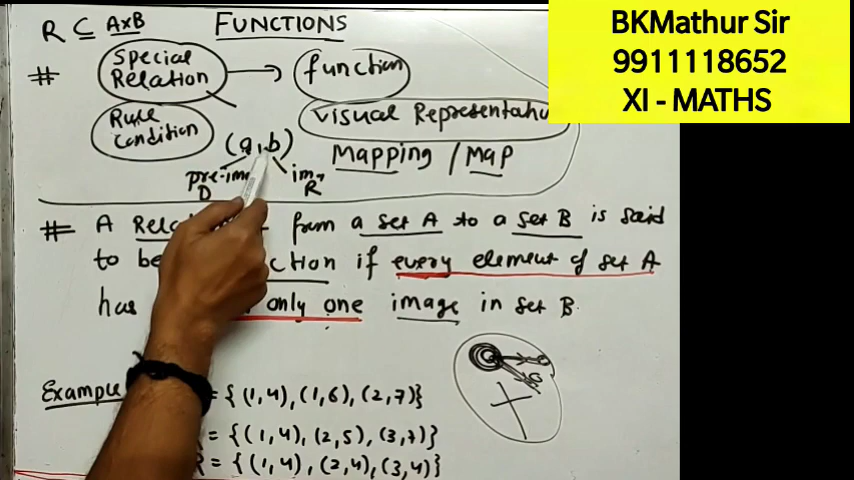 BKMathur Sir
9911118652
XI - MATHS
R ⊆ AxB FUNCTIONS
# Special Relation → function
Rule Condition
Visual Representation
(a, b) Mapping / Map
pre-im im
D R
# A from a set A to a set B is said
to be if every element of set A
has only one image in set B.
Example = {(1,4), (1,6), (2,7)}
= {(1,4), (2,5), (3,7)}
= {(1,4), (2,4), (3,4)}